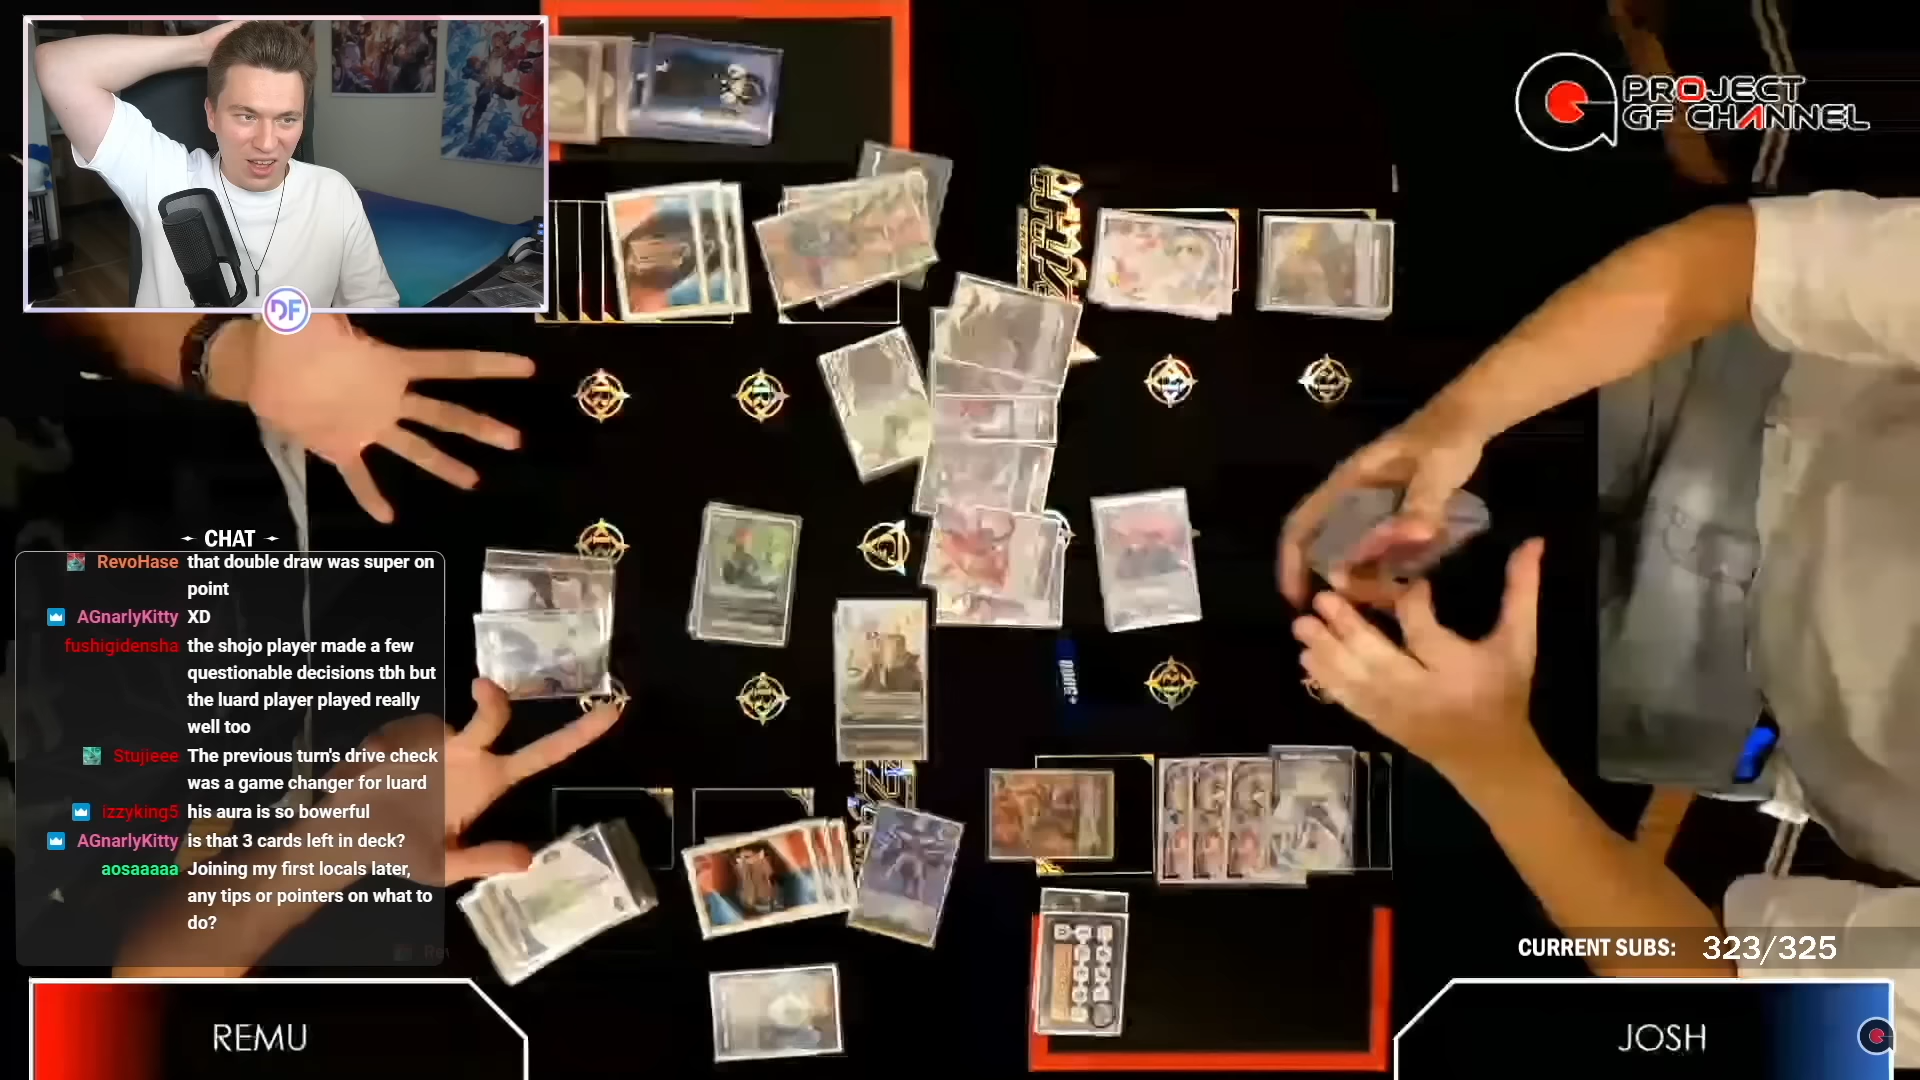 PROJECT
GF CHANNEL
DF
CHAT
RevoHase that double draw was super on
point
AGnarlyKitty XD
fushigidensha the shojo player made a few
questionable decisions tbh but
the luard player played really
well too
Stujieee The previous turn's drive check
was a game changer for luard
izzyking5 his aura is so bowerful
AGnarlyKitty is that 3 cards left in deck?
aosaaaaa Joining my first locals later,
any tips or pointers on what to
do?
CURRENT SUBS: 323/325
REMU
JOSH